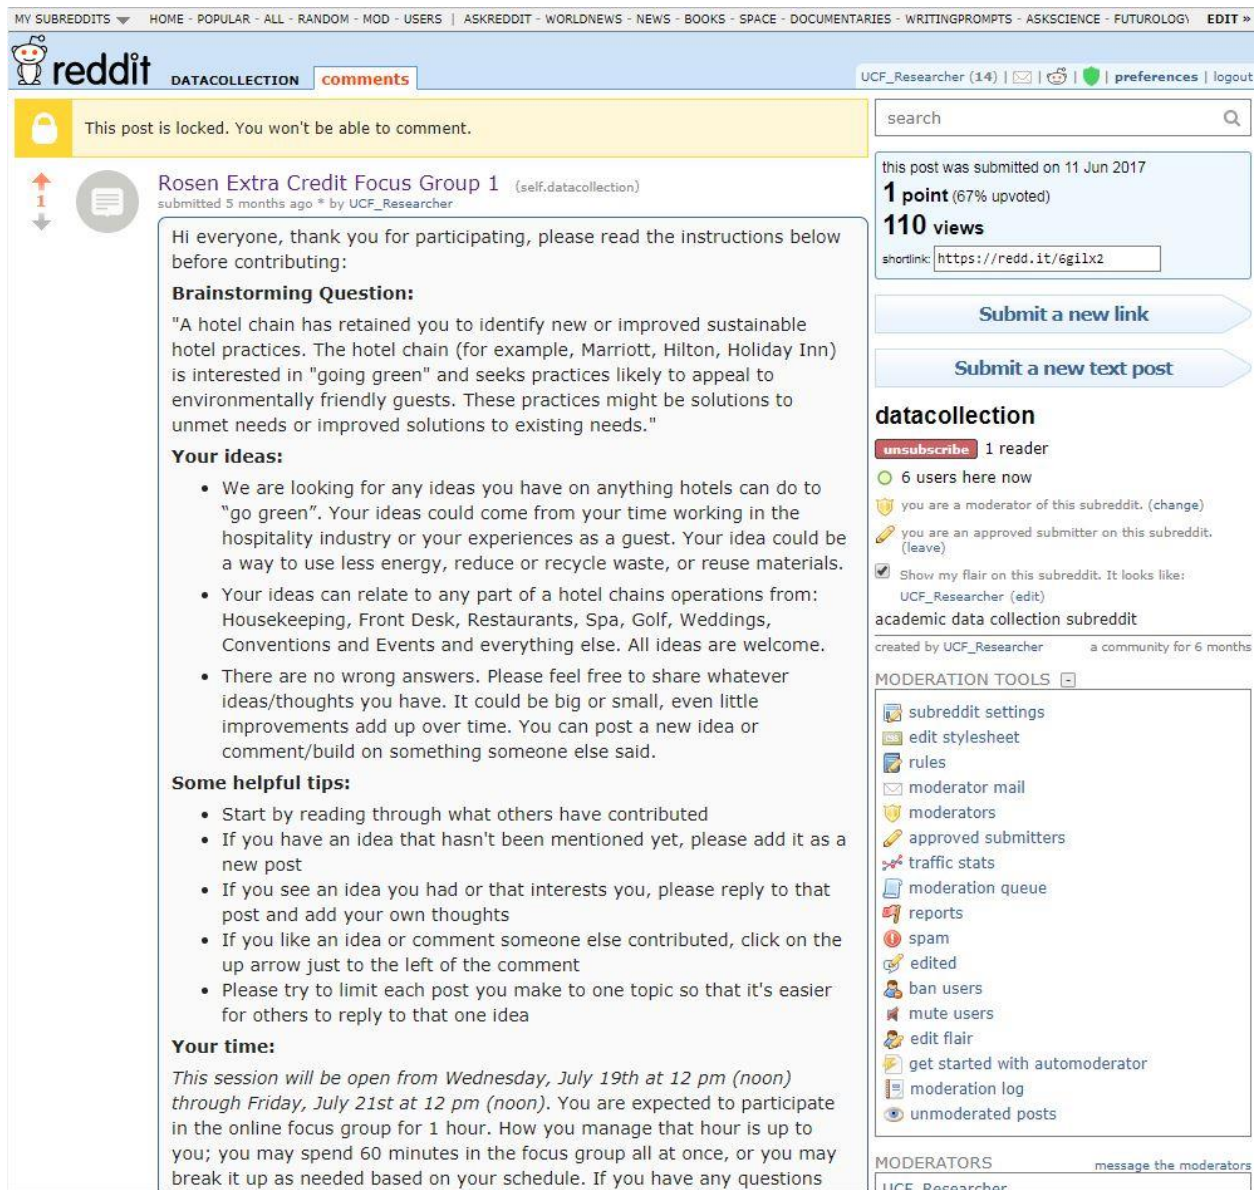 MY SUBREDDITS HOME - POPULAR - ALL - RANDOM - MOD - USERS | ASKREDDIT - WORLDNEWS - NEWS - BOOKS - SPACE - DOCUMENTARIES - WRITINGPROMPTS - ASKSCIENCE - FUTUROLOGY EDIT »
reddit DATACOLLECTION comments
UCF_Researcher (14) | | | | preferences | logout
This post is locked. You won't be able to comment.
1
Rosen Extra Credit Focus Group 1 (self.datacollection)
submitted 5 months ago * by UCF_Researcher
Hi everyone, thank you for participating, please read the instructions below
before contributing:
Brainstorming Question:
"A hotel chain has retained you to identify new or improved sustainable
hotel practices. The hotel chain (for example, Marriott, Hilton, Holiday Inn)
is interested in "going green" and seeks practices likely to appeal to
environmentally friendly guests. These practices might be solutions to
unmet needs or improved solutions to existing needs."
Your ideas:
• We are looking for any ideas you have on anything hotels can do to
“go green”. Your ideas could come from your time working in the
hospitality industry or your experiences as a guest. Your idea could be
a way to use less energy, reduce or recycle waste, or reuse materials.
• Your ideas can relate to any part of a hotel chains operations from:
Housekeeping, Front Desk, Restaurants, Spa, Golf, Weddings,
Conventions and Events and everything else. All ideas are welcome.
• There are no wrong answers. Please feel free to share whatever
ideas/thoughts you have. It could be big or small, even little
improvements add up over time. You can post a new idea or
comment/build on something someone else said.
Some helpful tips:
• Start by reading through what others have contributed
• If you have an idea that hasn't been mentioned yet, please add it as a
new post
• If you see an idea you had or that interests you, please reply to that
post and add your own thoughts
• If you like an idea or comment someone else contributed, click on the
up arrow just to the left of the comment
• Please try to limit each post you make to one topic so that it's easier
for others to reply to that one idea
Your time:
This session will be open from Wednesday, July 19th at 12 pm (noon)
through Friday, July 21st at 12 pm (noon). You are expected to participate
in the online focus group for 1 hour. How you manage that hour is up to
you; you may spend 60 minutes in the focus group all at once, or you may
break it up as needed based on your schedule. If you have any questions
search
this post was submitted on 11 Jun 2017
1 point (67% upvoted)
110 views
shortlink: https://redd.it/6gilx2
Submit a new link
Submit a new text post
datacollection
unsubscribe 1 reader
6 users here now
you are a moderator of this subreddit. (change)
you are an approved submitter on this subreddit.
(leave)
Show my flair on this subreddit. It looks like:
UCF_Researcher (edit)
academic data collection subreddit
created by UCF_Researcher a community for 6 months
MODERATION TOOLS
subreddit settings
edit stylesheet
rules
moderator mail
moderators
approved submitters
traffic stats
moderation queue
reports
spam
edited
ban users
mute users
edit flair
get started with automoderator
moderation log
unmoderated posts
MODERATORS message the moderators
UCF_Researcher